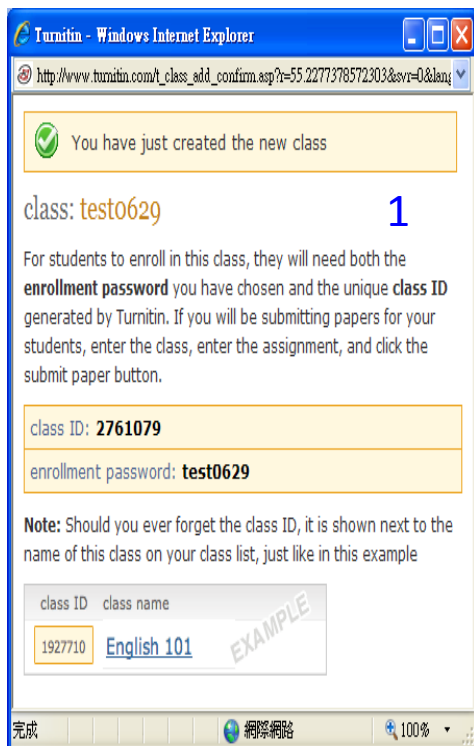 Turnitin - Windows Internet Explorer
http://www.turnitin.com/t_class_add_confirm.asp?r=55.2277378572303&svr=0&lang
You have just created the new class
class: test0629
1
For students to enroll in this class, they will need both the
enrollment password you have chosen and the unique class ID
generated by Turnitin. If you will be submitting papers for your
students, enter the class, enter the assignment, and click the
submit paper button.
class ID: 2761079
enrollment password: test0629
Note: Should you ever forget the class ID, it is shown next to the
name of this class on your class list, just like in this example
class ID class name
1927710 English 101
EXAMPLE
完成 網際網路 100%